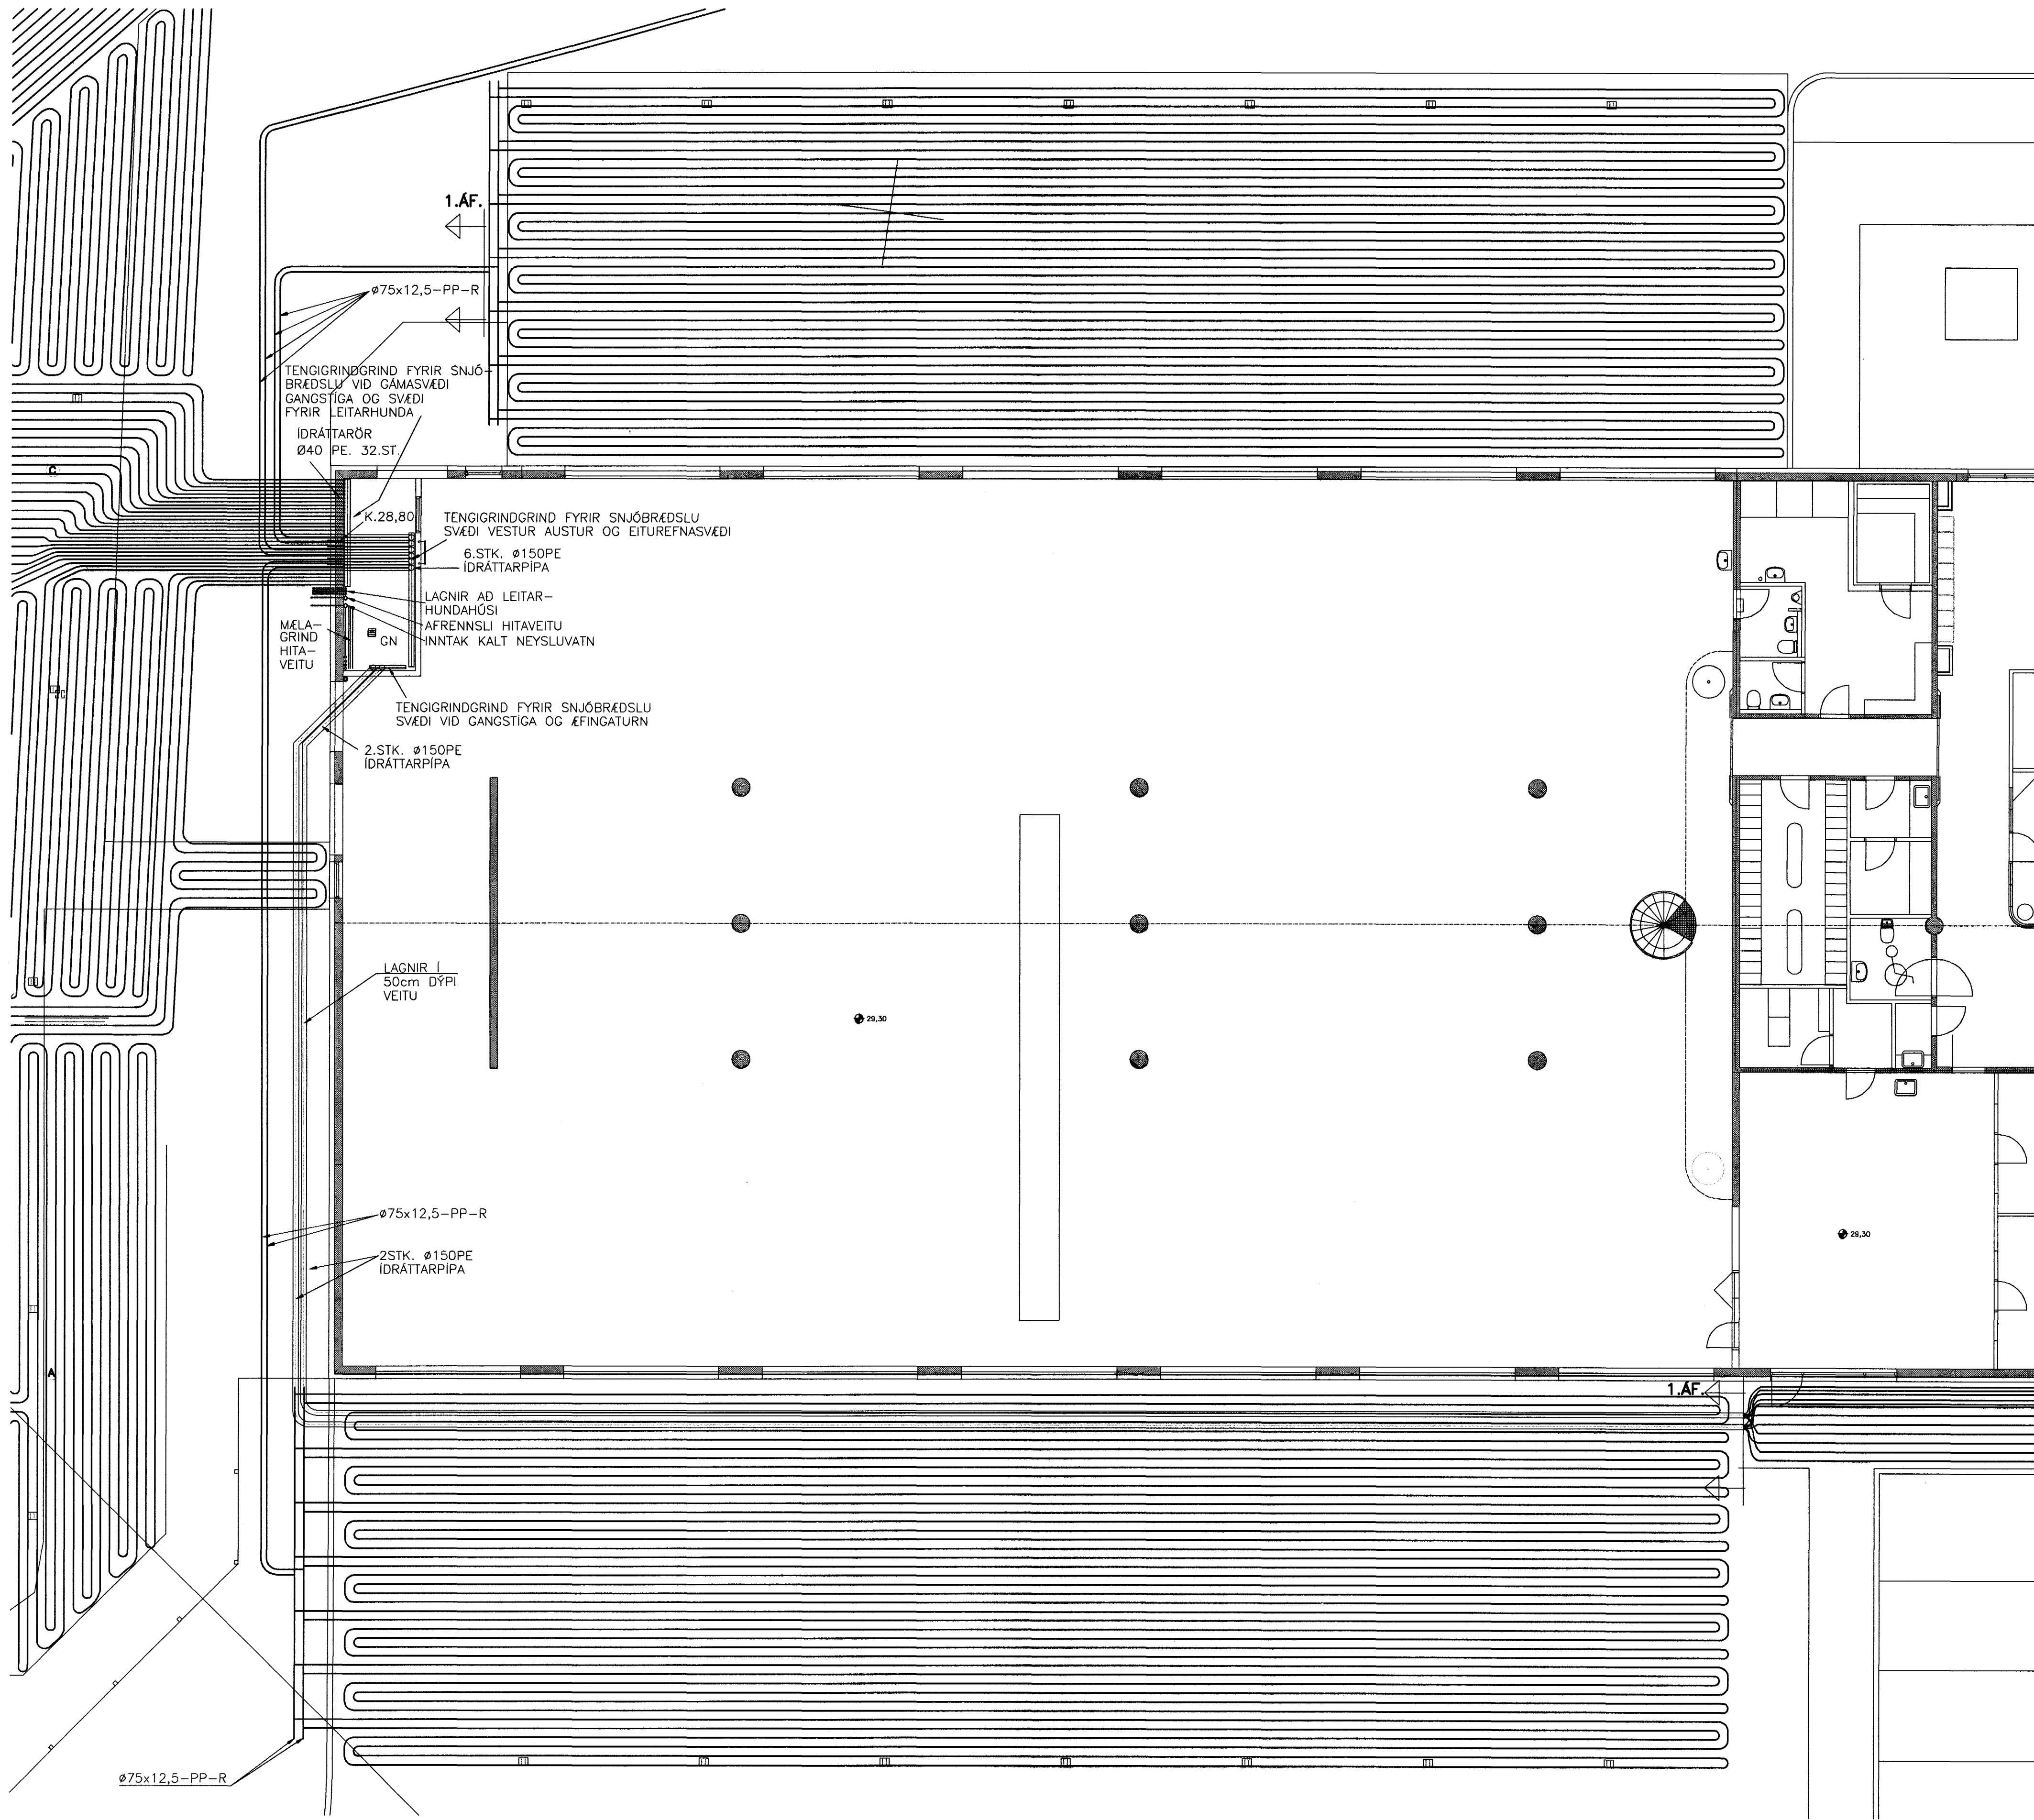 1.ÁF.
ø75x12,5-PP-R
TENGIGRINDGRIND FYRIR SNJÓ-
BRÆDSLU VID GÁMASVÆDI
GANGSTÍGA OG SVÆDI
FYRIR LEITARHUNDA
ÍDRÁTTARÖR
Ø40 PE. 32.ST.
C
K.28,80
TENGIGRINDGRIND FYRIR SNJÓBRÆDSLU
SVÆDI VESTUR AUSTUR OG EITUREFNASVÆDI
6.STK. ø150PE
ÍDRÁTTARPÍPA
LAGNIR AD LEITAR-
HUNDAHÚSI
AFRENNSLI HITAVEITU
INNTAK KALT NEYSLUVATN
MÆLA-
GRIND
HITA-
VEITU
GN
TENGIGRINDGRIND FYRIR SNJÓBRÆDSLU
SVÆDI VID GANGSTÍGA OG ÆFINGATURN
2.STK. ø150PE
ÍDRÁTTARPÍPA
LAGNIR Í
50cm DÝPI
VEITU
29,30
ø75x12,5-PP-R
29,30
2STK. ø150PE
ÍDRÁTTARPÍPA
A
1.ÁF.
ø75x12,5-PP-R